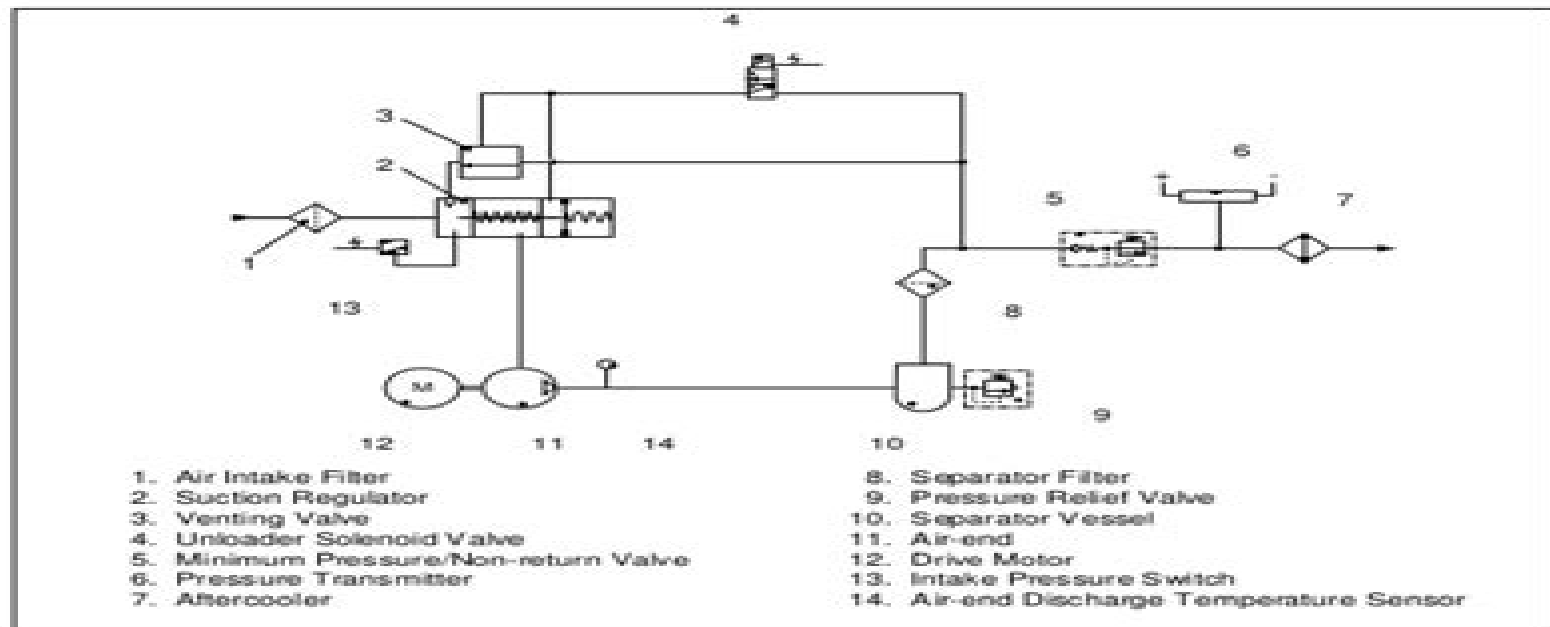 4
3
2
6
5
7
1
13
8
M
9
12
11
14
10
1. Air Intake Filter
2. Suction Regulator
3. Venting Valve
4. Unloader Solenoid Valve
5. Minimum Pressure/Non-return Valve
6. Pressure Transmitter
7. Aftercooler
8. Separator Filter
9. Pressure Relief Valve
10. Separator Vessel
11. Air-end
12. Drive Motor
13. Intake Pressure Switch
14. Air-end Discharge Temperature Sensor